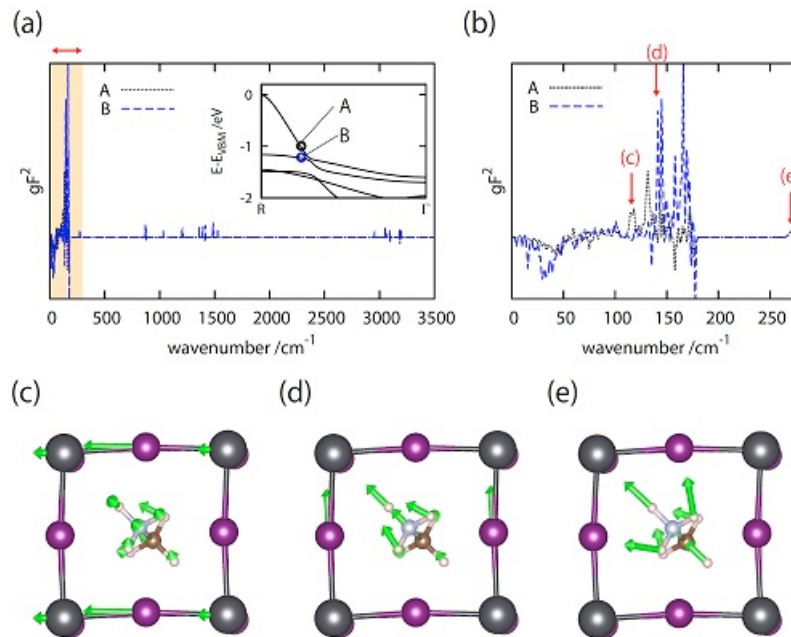 (a)
A
B
E-E_VBM /eV
0
-1
-2
A
B
R
Γ
gF²
0 500 1000 1500 2000 2500 3000 3500
wavenumber /cm⁻¹
(b)
(d)
A
B
(c)
(e
gF²
0 50 100 150 200 250
wavenumber /cm⁻¹
(c) (d) (e)